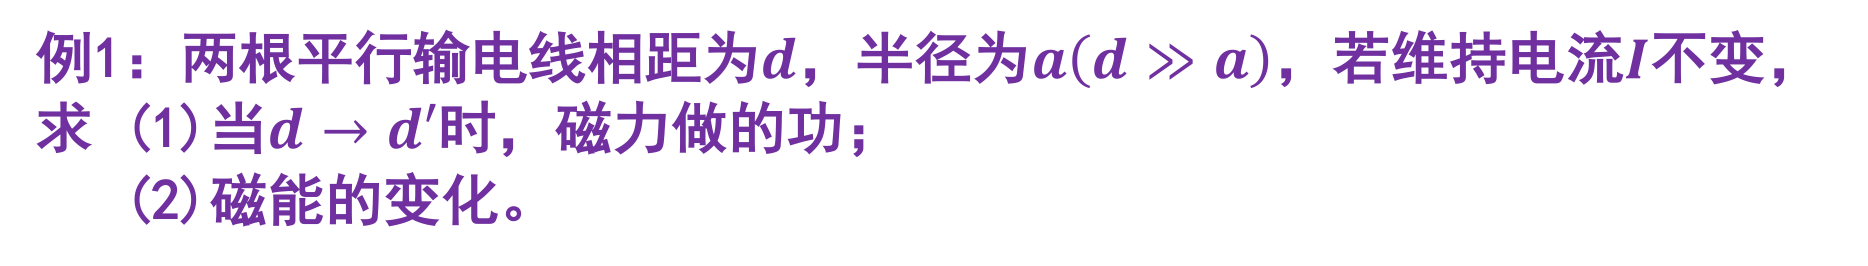 例1：两根平行输电线相距为d，半径为a(d ≫ a)，若维持电流I不变，
求 (1)当d → d′时，磁力做的功；
(2)磁能的变化。